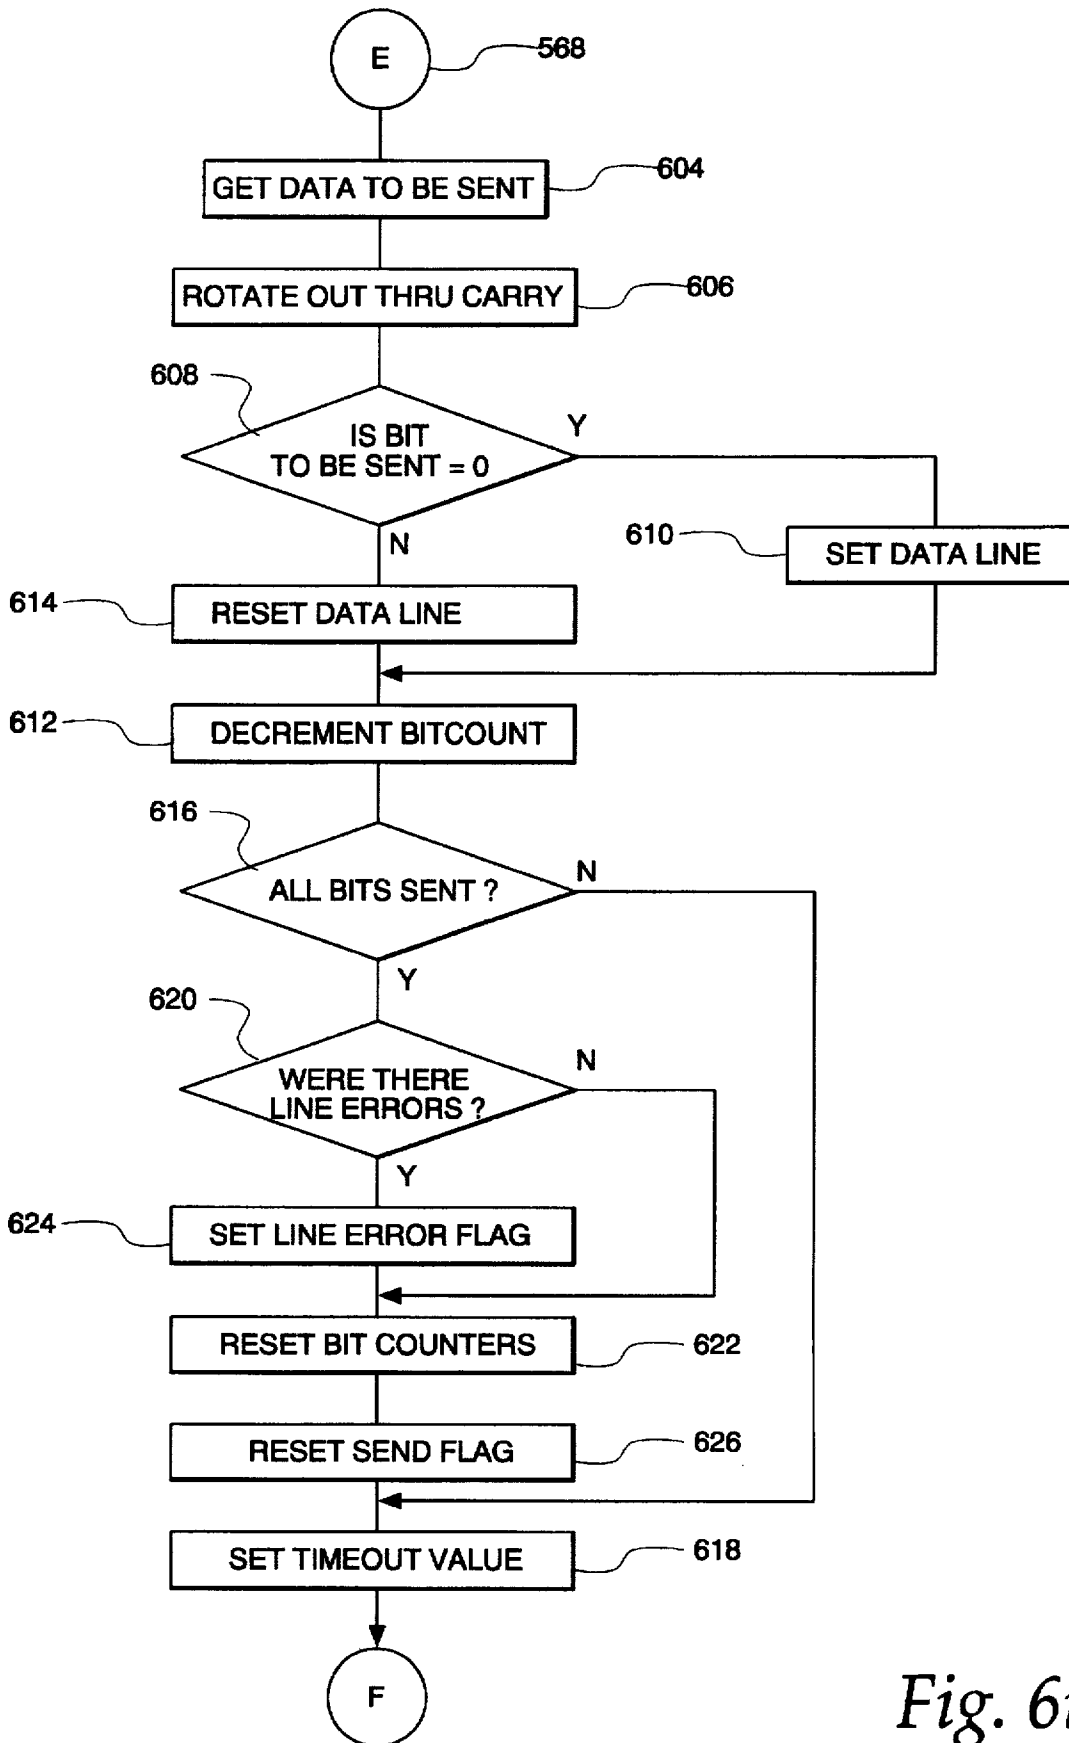 E
568
GET DATA TO BE SENT
604
ROTATE OUT THRU CARRY
606
608
IS BIT
TO BE SENT = 0
Y
N
610
SET DATA LINE
614
RESET DATA LINE
612
DECREMENT BITCOUNT
616
ALL BITS SENT ?
N
Y
620
WERE THERE
LINE ERRORS ?
N
Y
624
SET LINE ERROR FLAG
RESET BIT COUNTERS
622
RESET SEND FLAG
626
SET TIMEOUT VALUE
618
F
Fig.